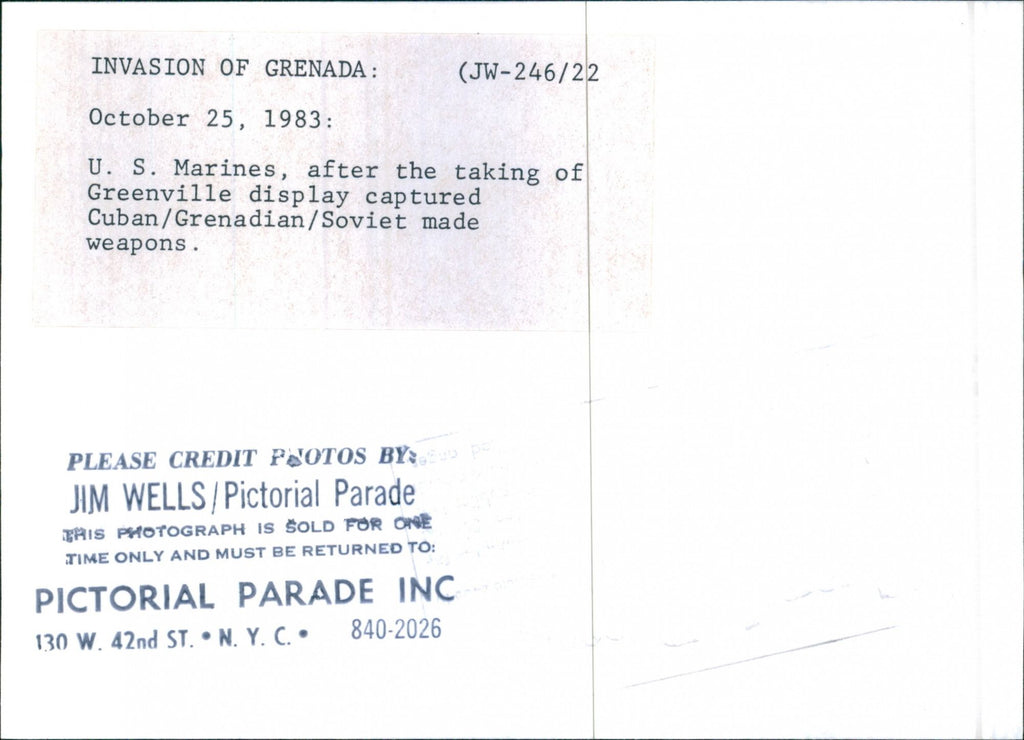 INVASION OF GRENADA: (JW-246/22
October 25, 1983:
U. S. Marines, after the taking of
Greenville display captured
Cuban/Grenadian/Soviet made
weapons.
PLEASE CREDIT PHOTOS BY:
JIM WELLS/Pictorial Parade
THIS PHOTOGRAPH IS SOLD FOR ONE
TIME ONLY AND MUST BE RETURNED TO:
PICTORIAL PARADE INC
130 W. 42nd ST. • N. Y. C. • 840-2026